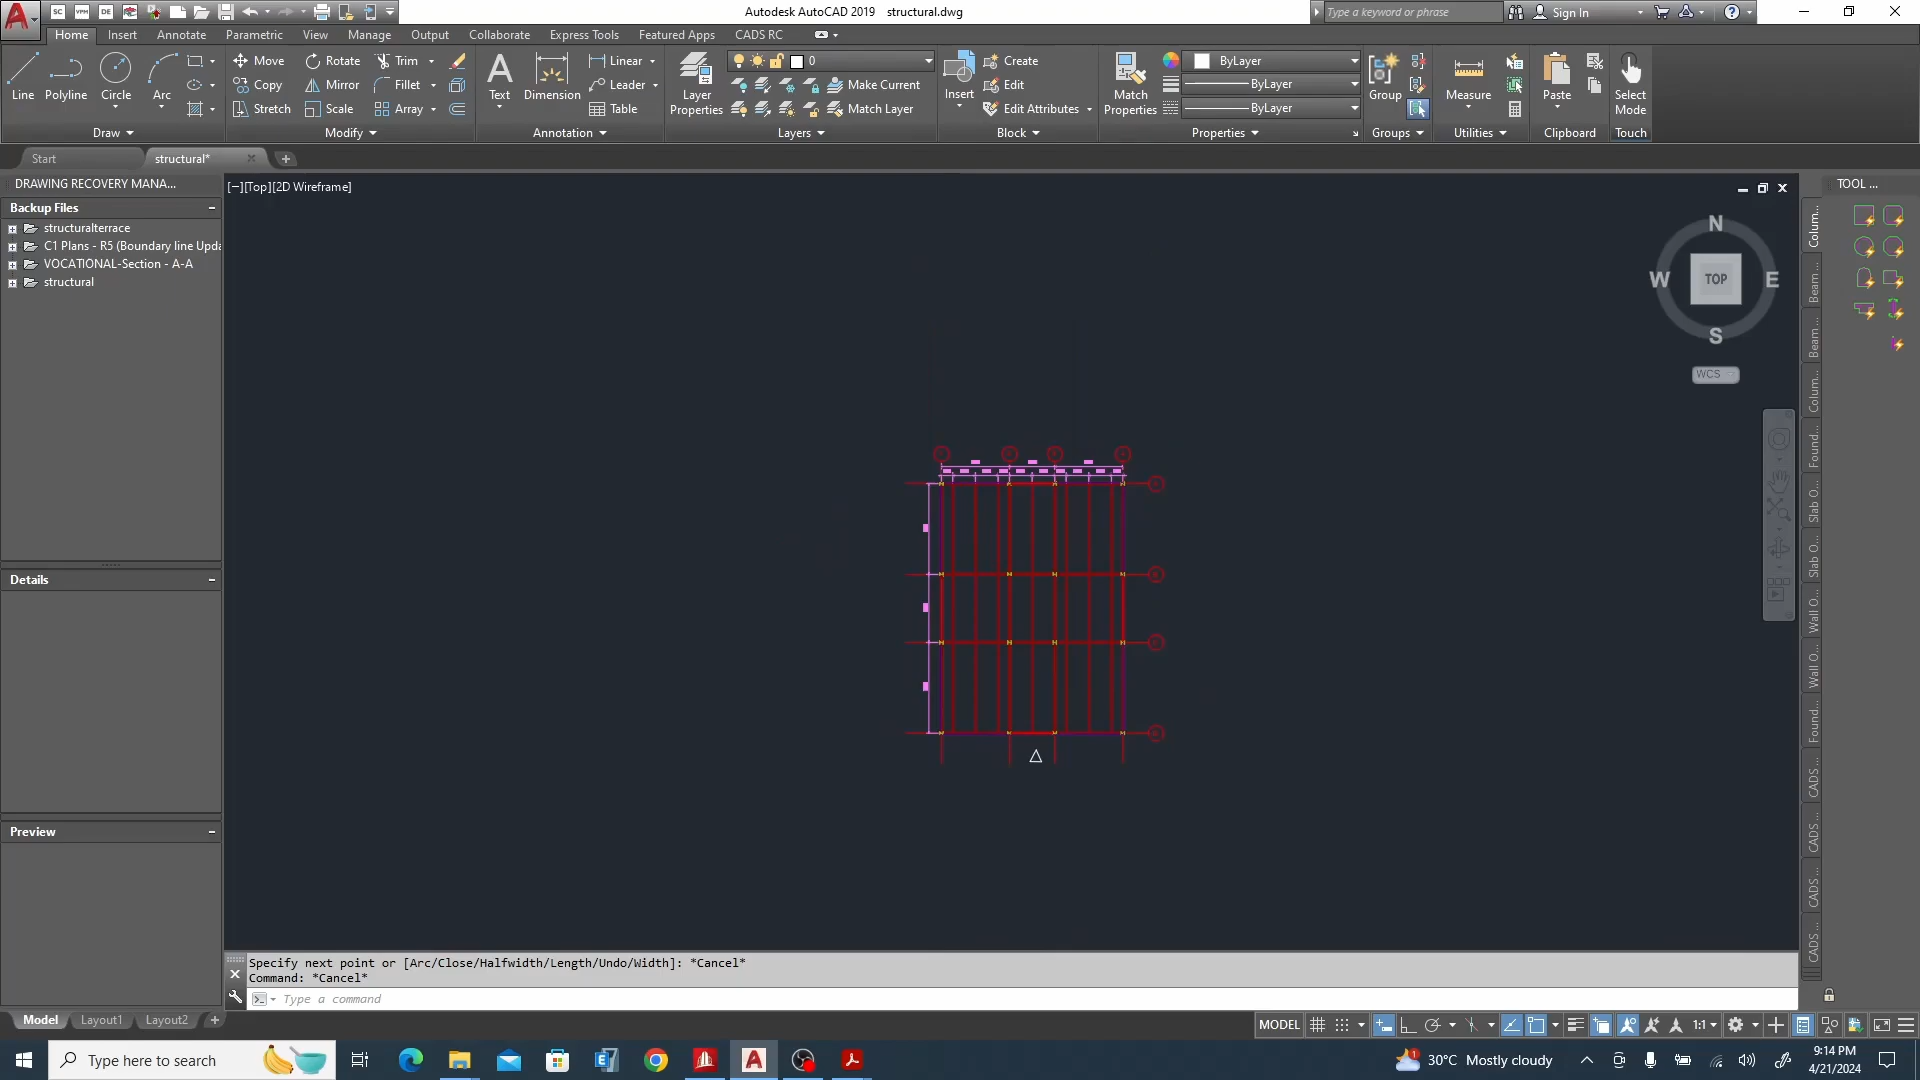 Autodesk AutoCAD 2019 structural.dwg
Type a keyword or phrase
Sign In
Home Insert Annotate Parametric View Manage Output Collaborate Express Tools Featured Apps CADS RC
Line Polyline Circle Arc
Draw
Move Rotate Trim
Copy Mirror Fillet
Stretch Scale Array
Modify
Text Dimension
Linear
Leader
Table
Annotation
Layer Properties
0
Make Current
Match Layer
Layers
Insert
Create
Edit
Edit Attributes
Block
Match Properties
ByLayer
ByLayer
ByLayer
Properties
Group
Groups
Measure
Utilities
Paste
Clipboard
Select Mode
Touch
Start structural*
DRAWING RECOVERY MANA...
Backup Files
structuralterrace
C1 Plans - R5 (Boundary line Upda
VOCATIONAL-Section - A-A
structural
Details
Preview
[−][Top][2D Wireframe]
N
W TOP E
S
WCS
TOOL ...
Colum...
Beam ...
Beam ...
Colum...
Found...
Slab O...
Slab O...
Wall O...
Wall O...
Found...
CADS ...
CADS ...
CADS ...
CADS ...
Specify next point or [Arc/Close/Halfwidth/Length/Undo/Width]: *Cancel*
Command: *Cancel*
Type a command
Model Layout1 Layout2
MODEL 1:1
Type here to search
30°C Mostly cloudy
9:14 PM
4/21/2024